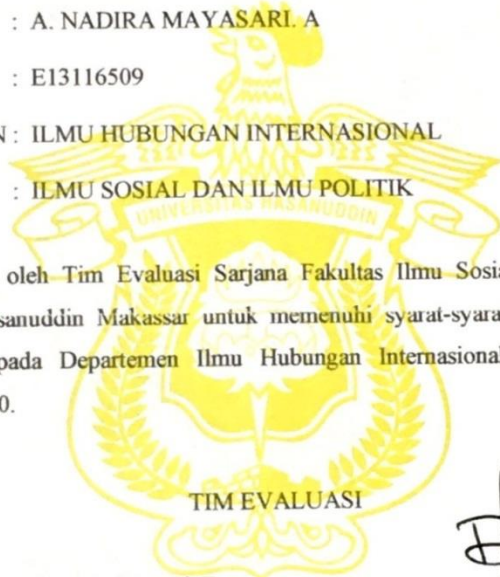 : A. NADIRA MAYASARI. A
: E13116509
N : ILMU HUBUNGAN INTERNASIONAL
: ILMU SOSIAL DAN ILMU POLITIK
UNIVERSITAS HASANUDDIN
oleh Tim Evaluasi Sarjana Fakultas Ilmu Sosia
sanuddin Makassar untuk memenuhi syarat-syara
pada Departemen Ilmu Hubungan Internasional
0.
TIM EVALUASI